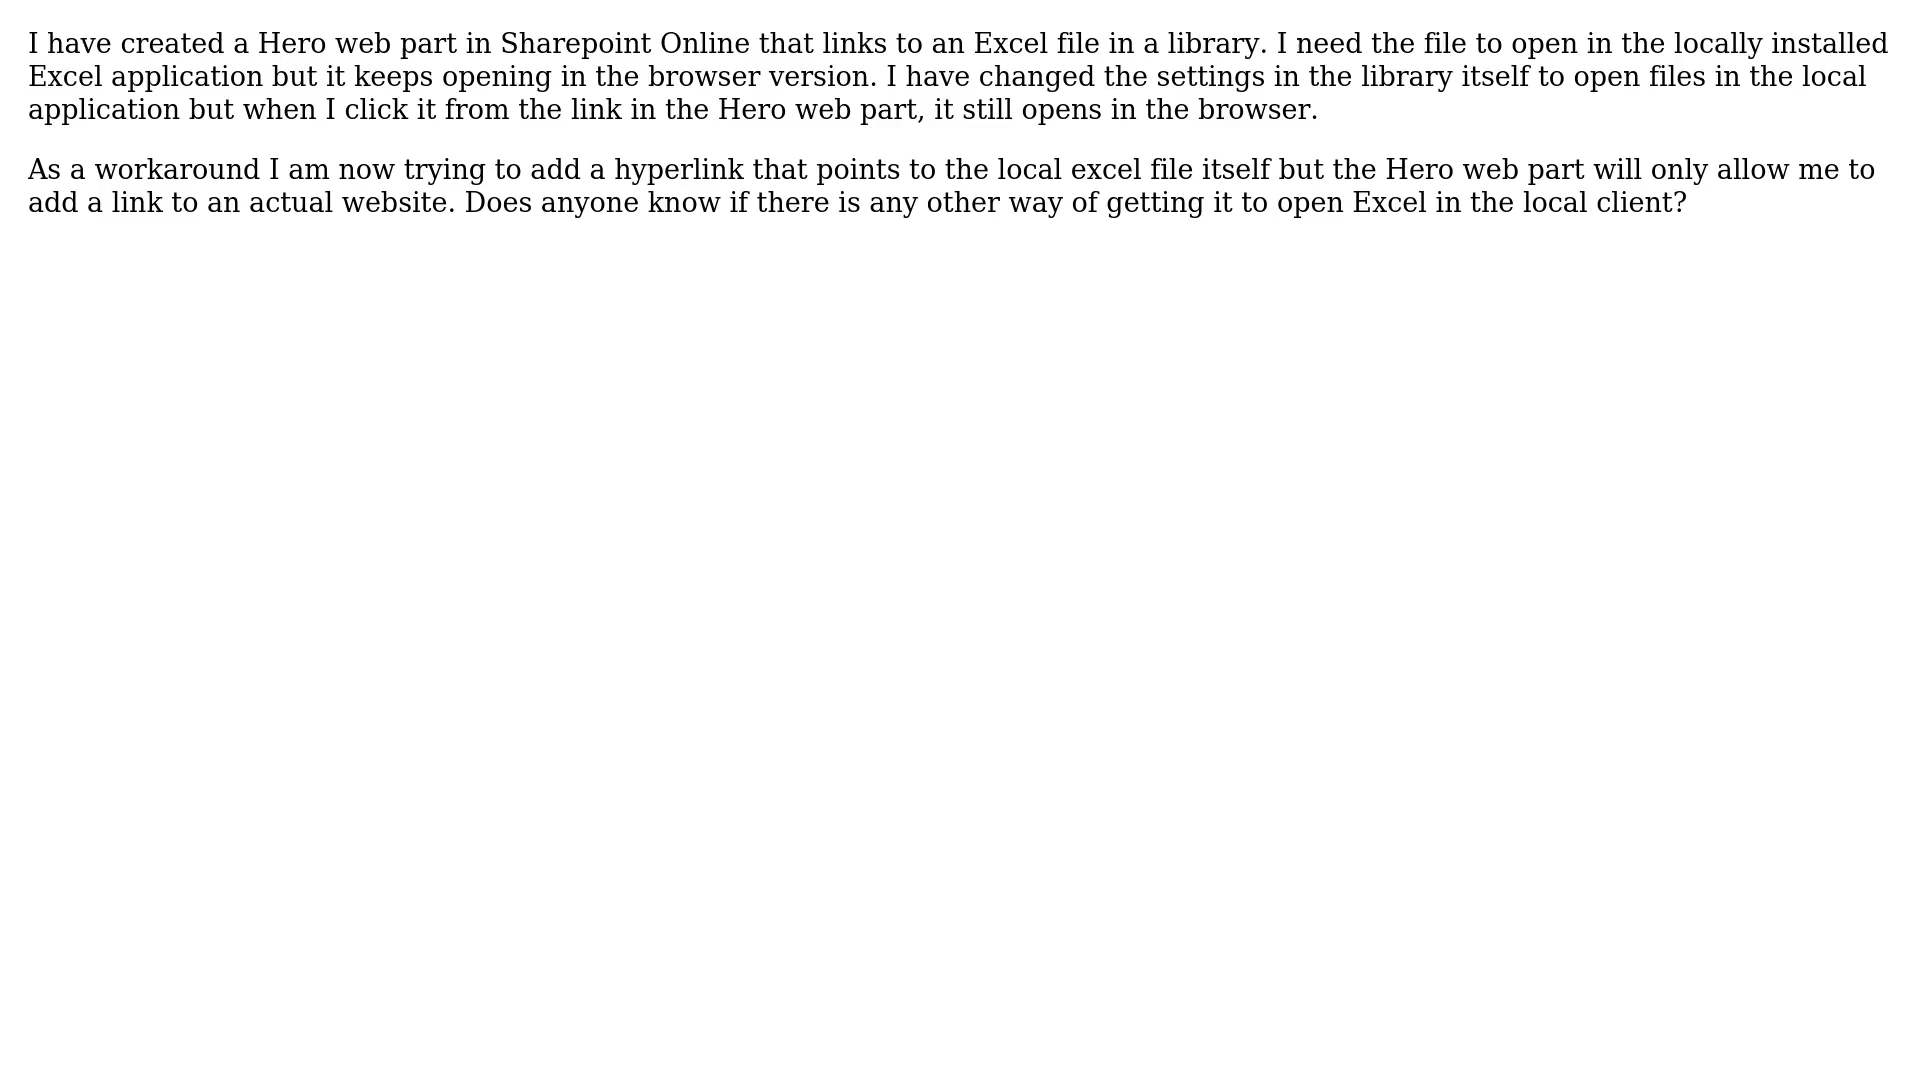 I have created a Hero web part in Sharepoint Online that links to an Excel file in a library. I need the file to open in the locally installed
Excel application but it keeps opening in the browser version. I have changed the settings in the library itself to open files in the local
application but when I click it from the link in the Hero web part, it still opens in the browser.
As a workaround I am now trying to add a hyperlink that points to the local excel file itself but the Hero web part will only allow me to
add a link to an actual website. Does anyone know if there is any other way of getting it to open Excel in the local client?